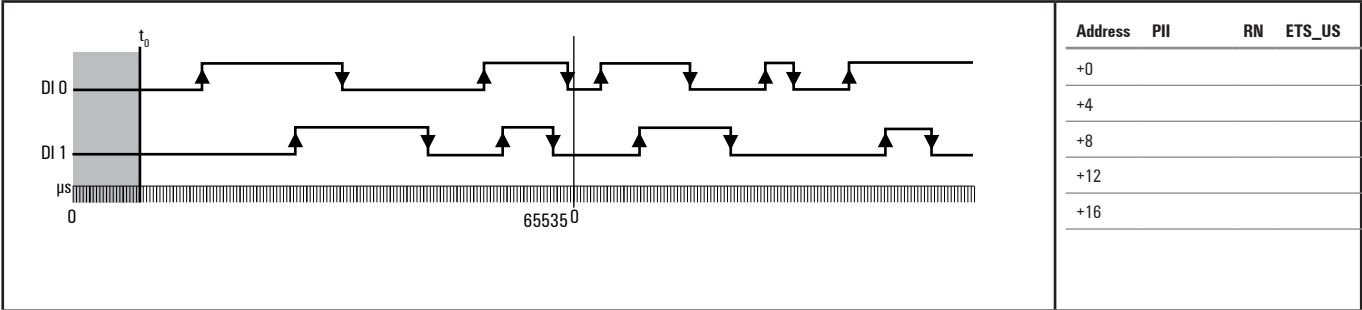 t0
DI 0
DI 1
µs
0
65535 0
Address PII RN ETS_US
+0
+4
+8
+12
+16